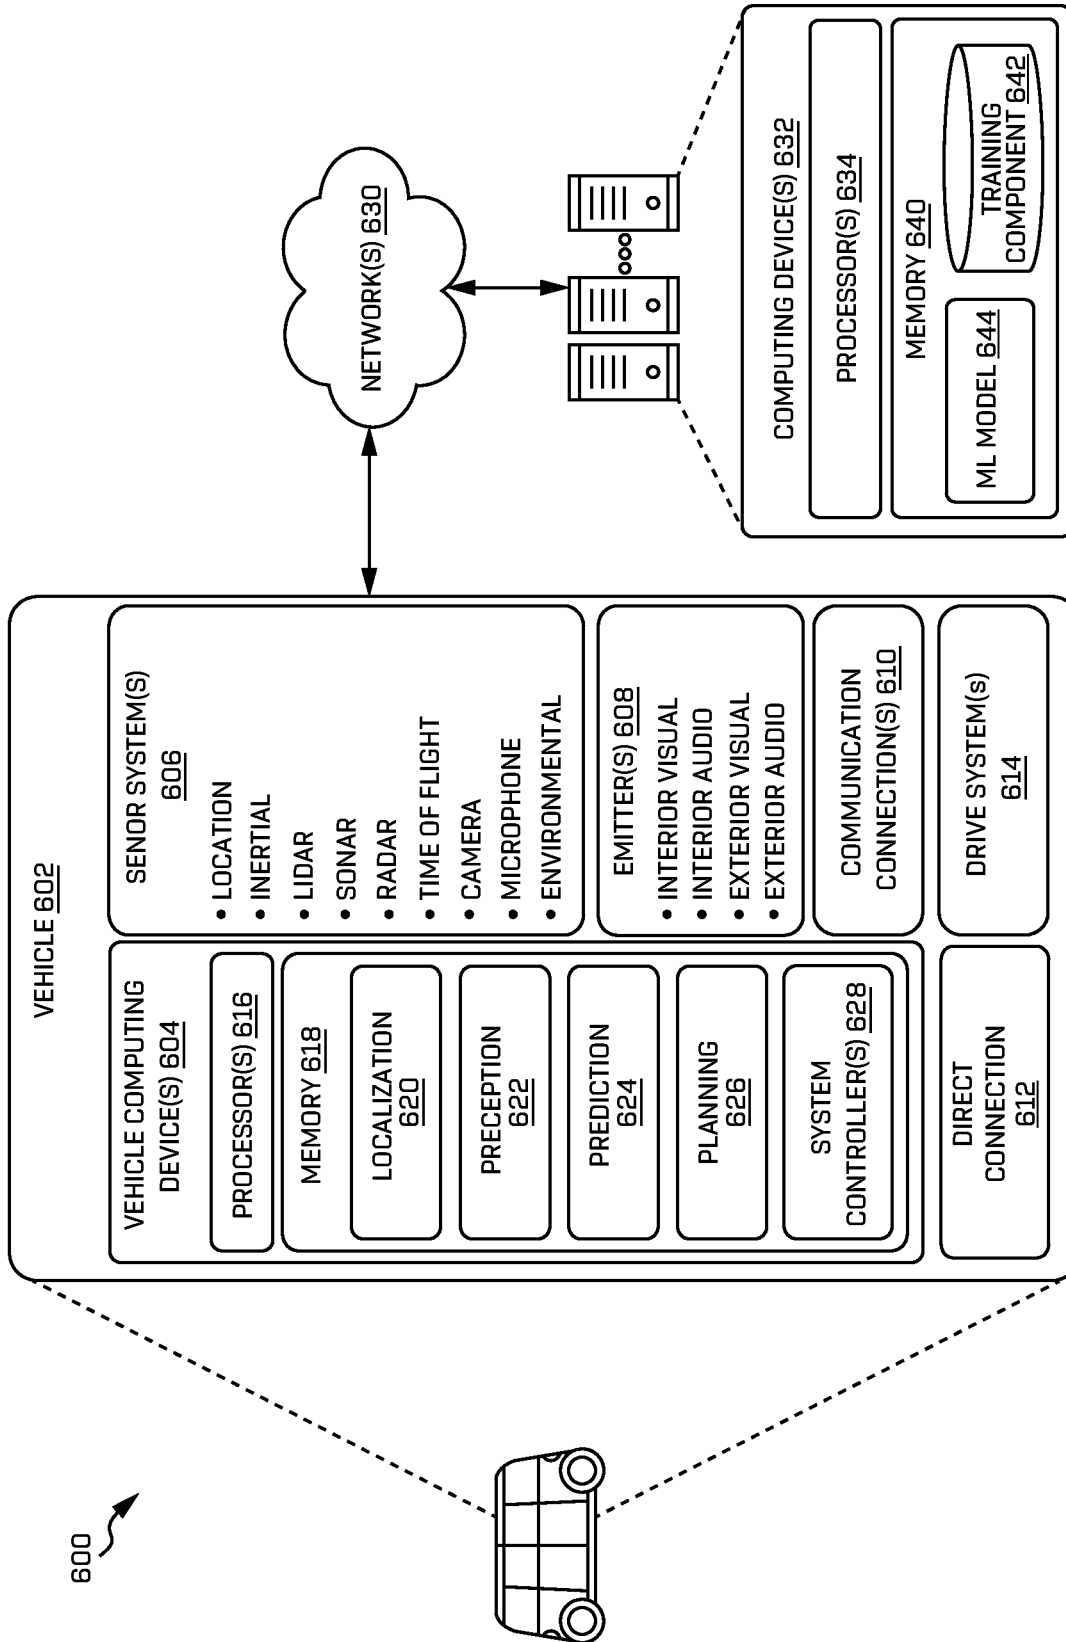 600
VEHICLE 602
VEHICLE COMPUTING
DEVICE(S) 604
PROCESSOR(S) 616
MEMORY 618
LOCALIZATION
620
PRECEPTION
622
PREDICTION
624
PLANNING
626
SYSTEM
CONTROLLER(S) 628
DIRECT
CONNECTION
612
SENOR SYSTEM(S)
606
• LOCATION
• INERTIAL
• LIDAR
• SONAR
• RADAR
• TIME OF FLIGHT
• CAMERA
• MICROPHONE
• ENVIRONMENTAL
EMITTER(S) 608
• INTERIOR VISUAL
• INTERIOR AUDIO
• EXTERIOR VISUAL
• EXTERIOR AUDIO
COMMUNICATION
CONNECTION(S) 610
DRIVE SYSTEM(s)
614
NETWORK(S) 630
COMPUTING DEVICE(S) 632
PROCESSOR(S) 634
MEMORY 640
ML MODEL 644
TRAINING
COMPONENT 642